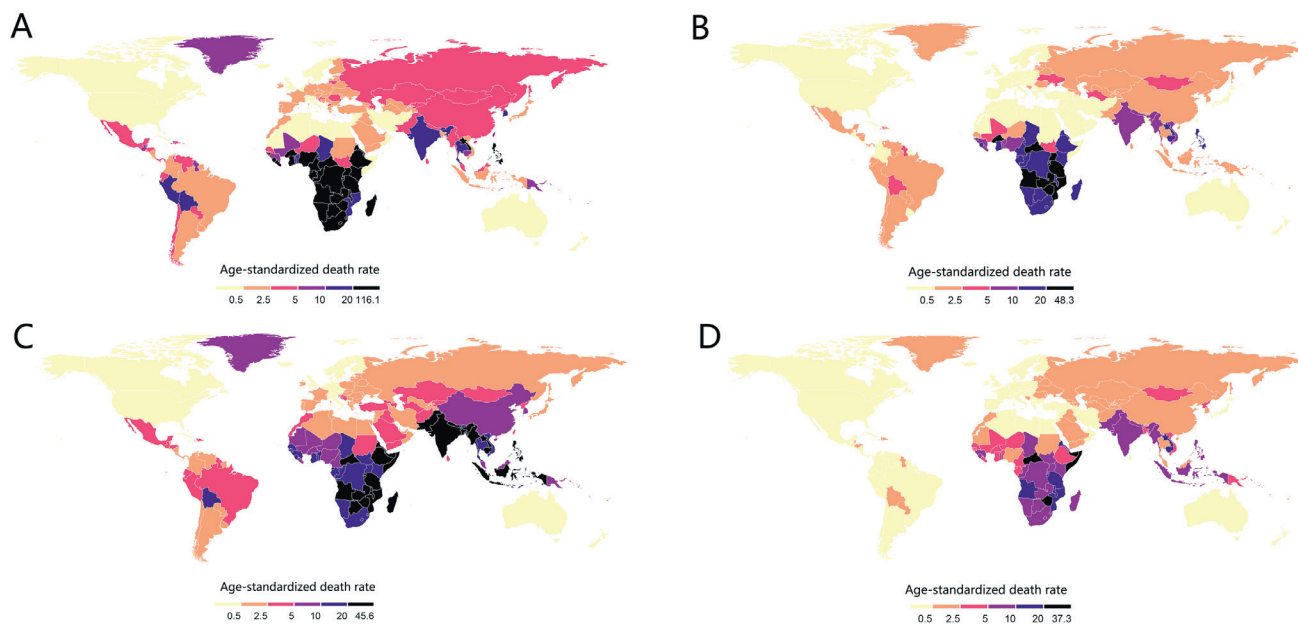 A
B
Age-standardized death rate
0.5 2.5 5 10 20 116.1
Age-standardized death rate
0.5 2.5 5 10 20 48.3
C
D
Age-standardized death rate
0.5 2.5 5 10 20 45.6
Age-standardized death rate
0.5 2.5 5 10 20 37.3